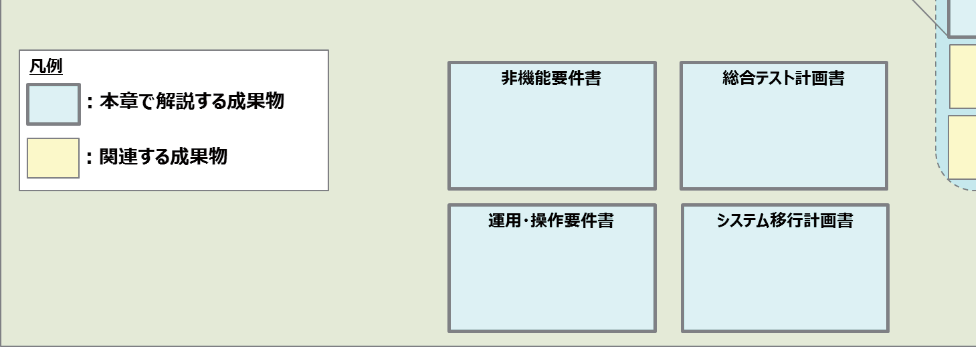 凡例
：本章で解説する成果物
：関連する成果物
非機能要件書
総合テスト計画書
運用・操作要件書
システム移行計画書